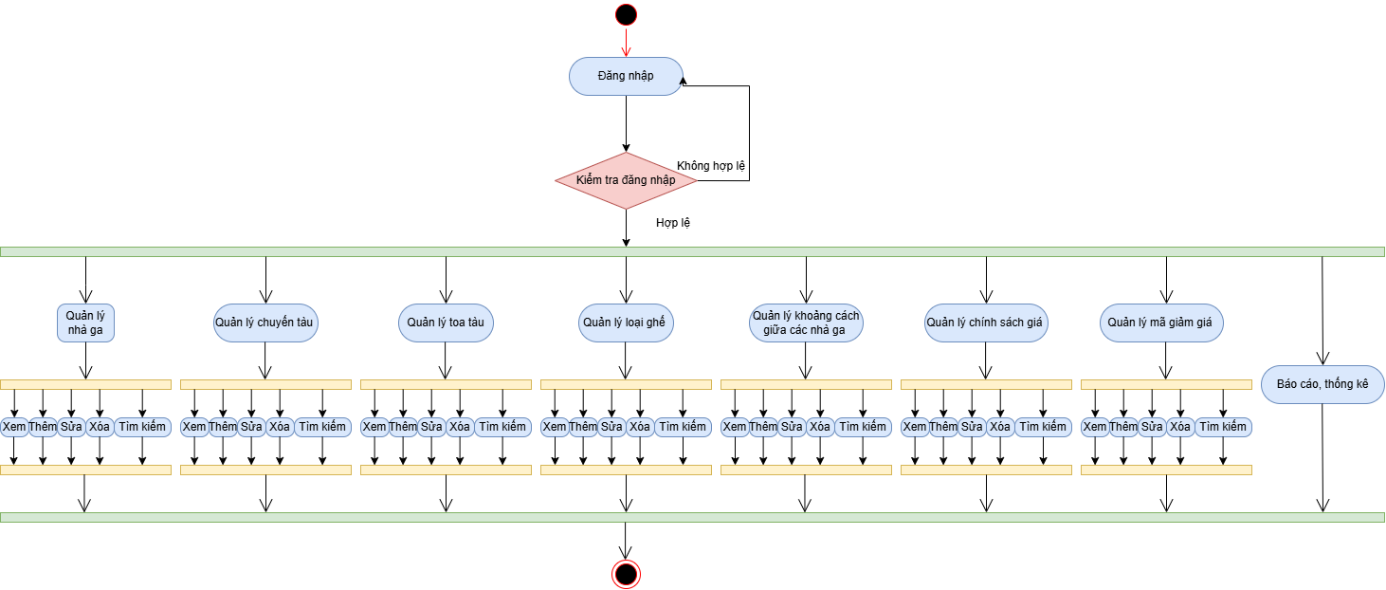 Đăng nhập
Không hợp lệ
Kiểm tra đăng nhập
Hợp lệ
Quản lý
nhà ga
Quản lý chuyến tàu
Quản lý toa tàu
Quản lý loại ghế
Quản lý khoảng cách
giữa các nhà ga
Quản lý chính sách giá
Quản lý mã giảm giá
Báo cáo, thống kê
Xem Thêm Sửa Xóa Tìm kiếm
Xem Thêm Sửa Xóa Tìm kiếm
Xem Thêm Sửa Xóa Tìm kiếm
Xem Thêm Sửa Xóa Tìm kiếm
Xem Thêm Sửa Xóa Tìm kiếm
Xem Thêm Sửa Xóa Tìm kiếm
Xem Thêm Sửa Xóa Tìm kiếm